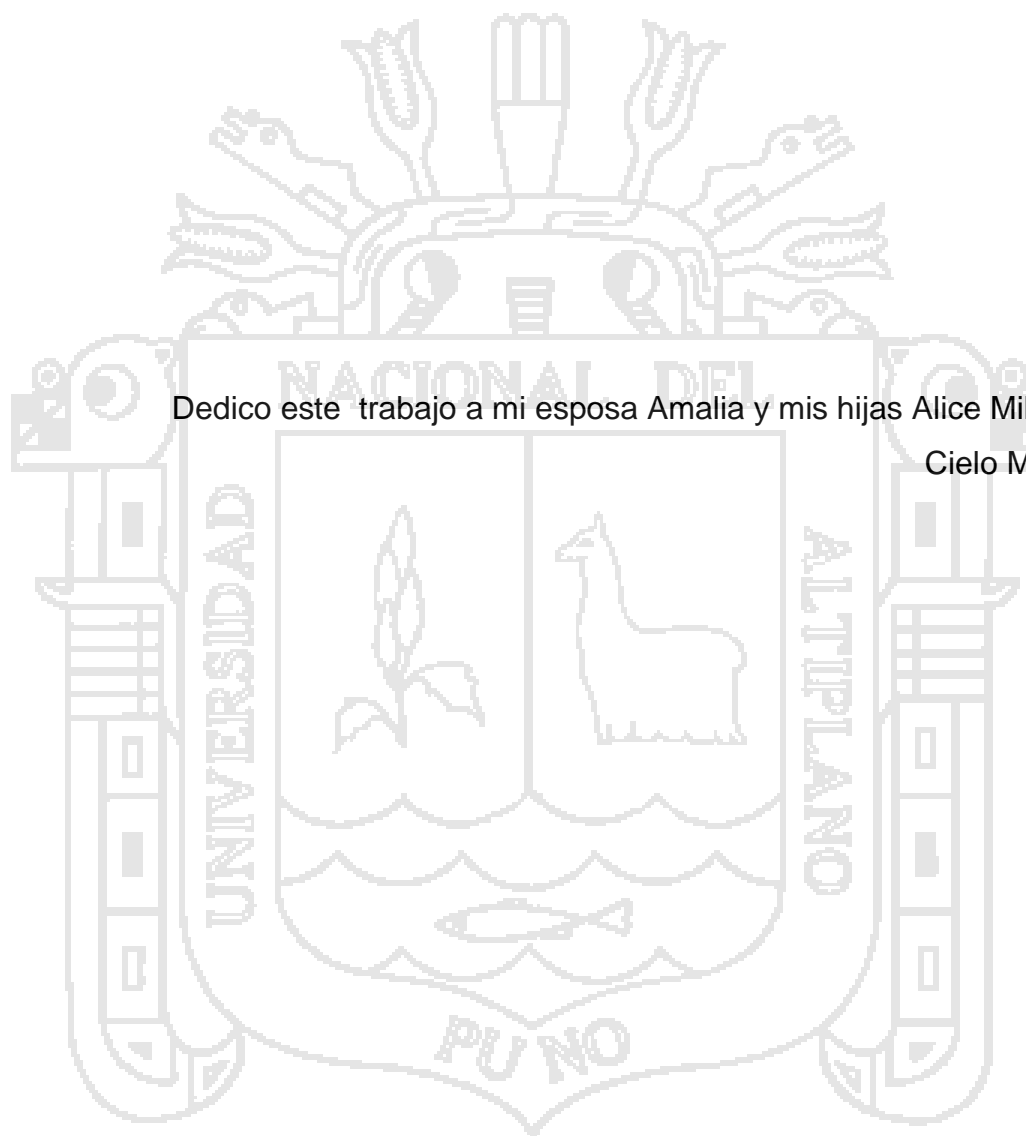 NACIONAL DEL
Dedico este  trabajo a mi esposa Amalia y mis hijas Alice
Cielo
UNIVERSIDAD
ALTIPLANO
PUNO